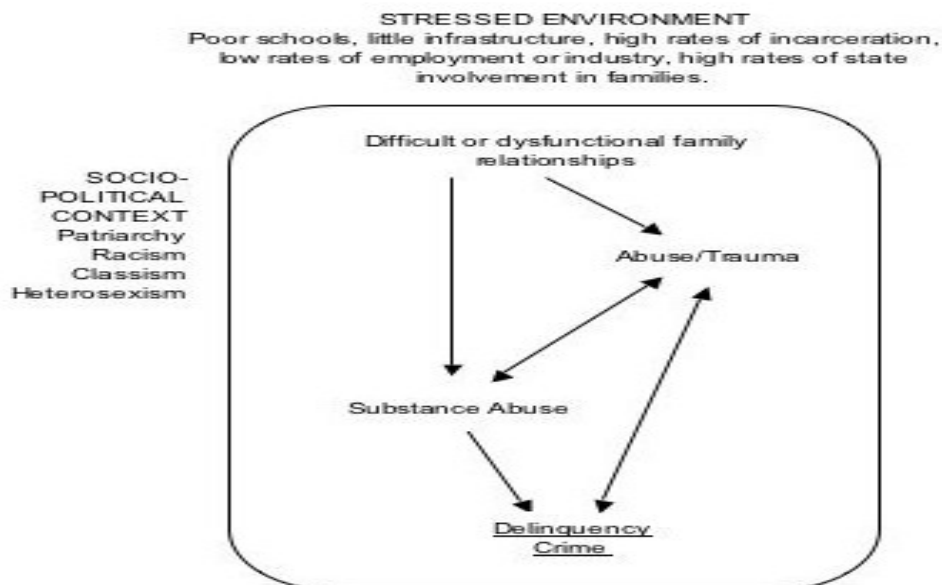 STRESSED ENVIRONMENT
Poor schools, little infrastructure, high rates of incarceration,
low rates of employment or industry, high rates of state
involvement in families.
Difficult or dysfunctional family
relationships
SOCIO-
POLITICAL
CONTEXT
Patriarchy
Racism
Classism
Heterosexism
Abuse/Trauma
Substance Abuse
Delinquency
Crime